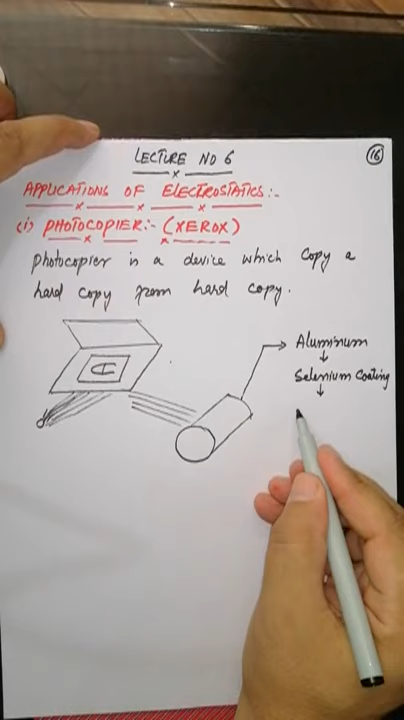 LECTURE NO 6
16
APPLICATIONS OF ELECTROSTATICS:-
(i) PHOTOCOPIER:- (XEROX)
photocopier is a device which copy a
hard copy from hard copy.
Aluminum
Selenium Coating